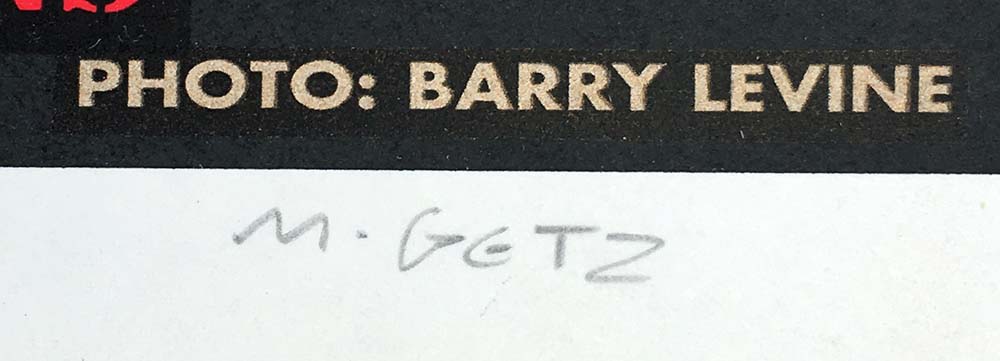 PHOTO: BARRY LEVINE
M. GETZ